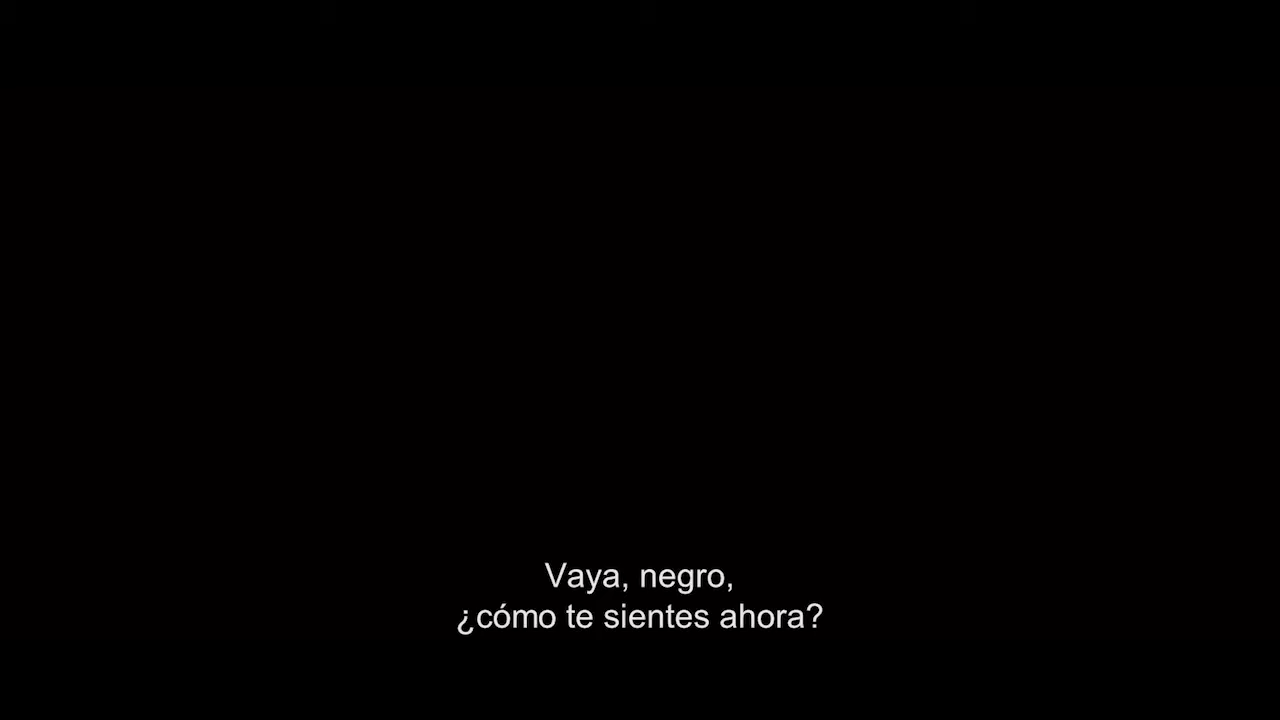 Vaya, negro,
¿cómo te sientes ahora?